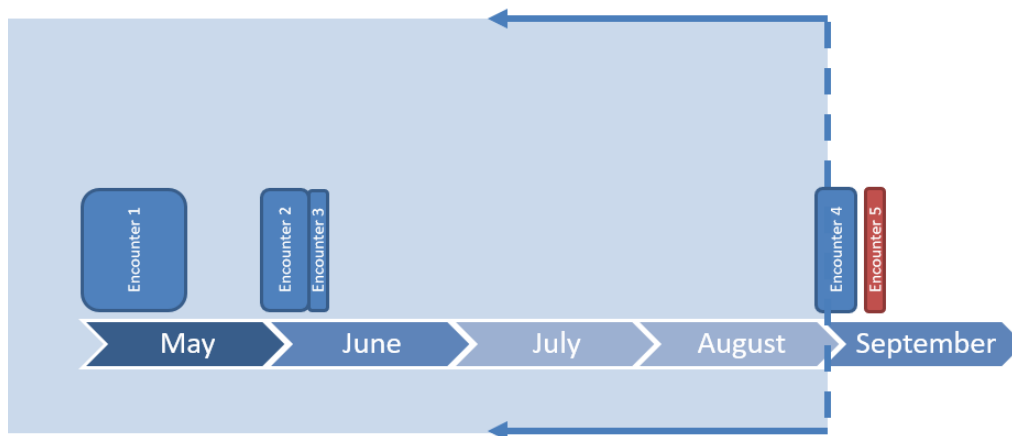 Encounter 1
Encounter 2
Encounter 3
Encounter 4
Encounter 5
May
June
July
August
September